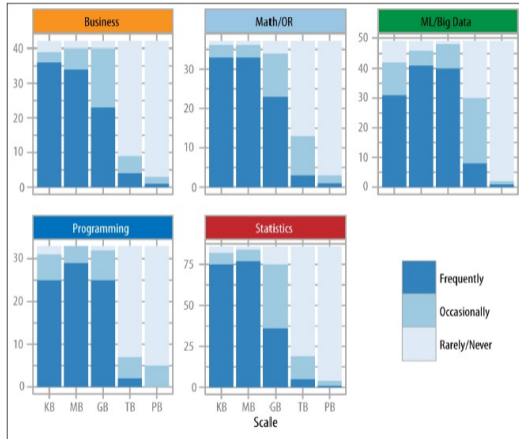 Business
Math/OR
ML/Big Data
40
30
20
10
0
30
20
10
0
50
40
30
20
10
0
Programming
Statistics
30
20
10
0
75
50
25
0
Frequently
Occasionally
Rarely/Never
KB MB GB TB PB
KB MB GB TB PB
Scale